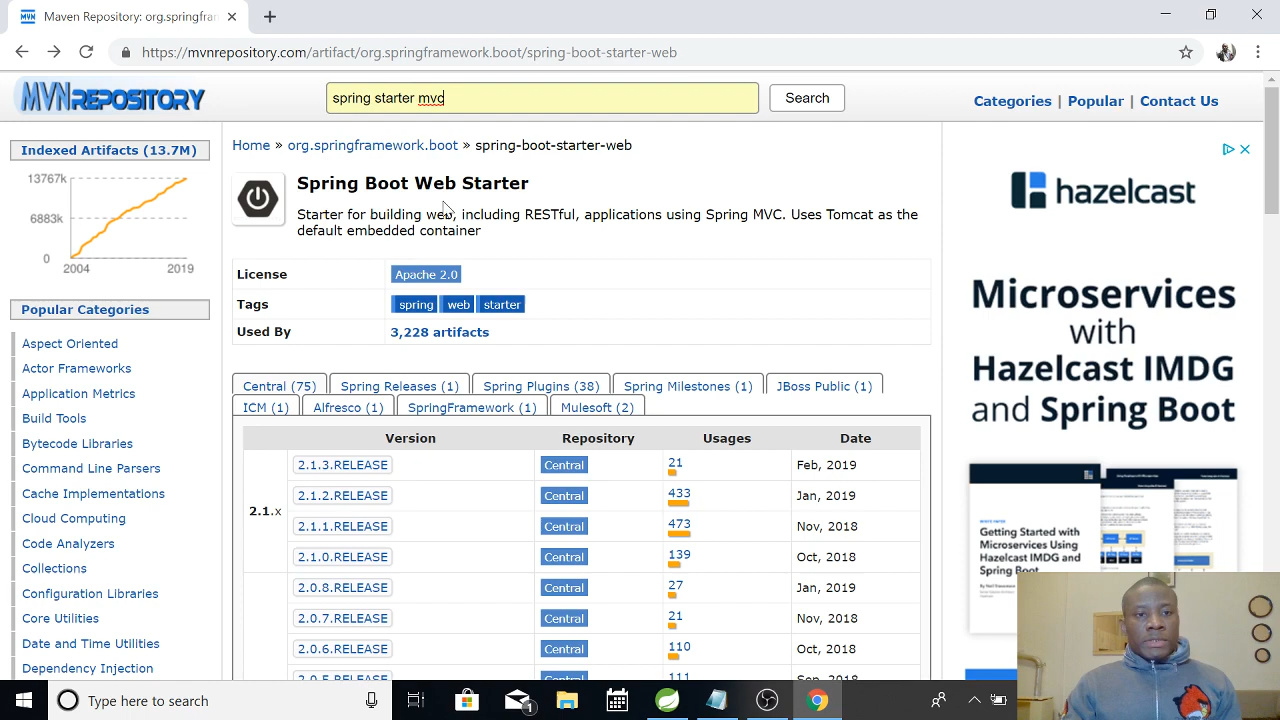 Maven Repository: org.springfran
https://mvnrepository.com/artifact/org.springframework.boot/spring-boot-starter-web
MVNREPOSITORY
spring starter mvc
Search
Categories | Popular | Contact Us
Indexed Artifacts (13.7M)
13767k
6883k
0
2004
2019
Popular Categories
Aspect Oriented
Actor Frameworks
Application Metrics
Build Tools
Bytecode Libraries
Command Line Parsers
Cache Implementations
Cloud Computing
Code Analyzers
Collections
Configuration Libraries
Core Utilities
Date and Time Utilities
Dependency Injection
Home » org.springframework.boot » spring-boot-starter-web
Spring Boot Web Starter
Starter for building web, including RESTful, applications using Spring MVC. Uses Tomcat as the
default embedded container
License Apache 2.0
Tags spring web starter
Used By 3,228 artifacts
Central (75) Spring Releases (1) Spring Plugins (38) Spring Milestones (1) JBoss Public (1)
ICM (1) Alfresco (1) SpringFramework (1) Mulesoft (2)
Version Repository Usages Date
2.1.x
2.1.3.RELEASE Central 21 Feb, 2019
2.1.2.RELEASE Central 433 Jan, 2019
2.1.1.RELEASE Central 473 Nov, 2018
2.1.0.RELEASE Central 139 Oct, 2018
2.0.8.RELEASE Central 27 Jan, 2019
2.0.7.RELEASE Central 21 Nov, 2018
2.0.6.RELEASE Central 110 Oct, 2018
2.0.5.RELEASE Central 111 Sep, 2018
hazelcast
Microservices
with
Hazelcast IMDG
and Spring Boot
Getting Started with
Microservices Using
Hazelcast IMDG and
Spring Boot
Type here to search
1